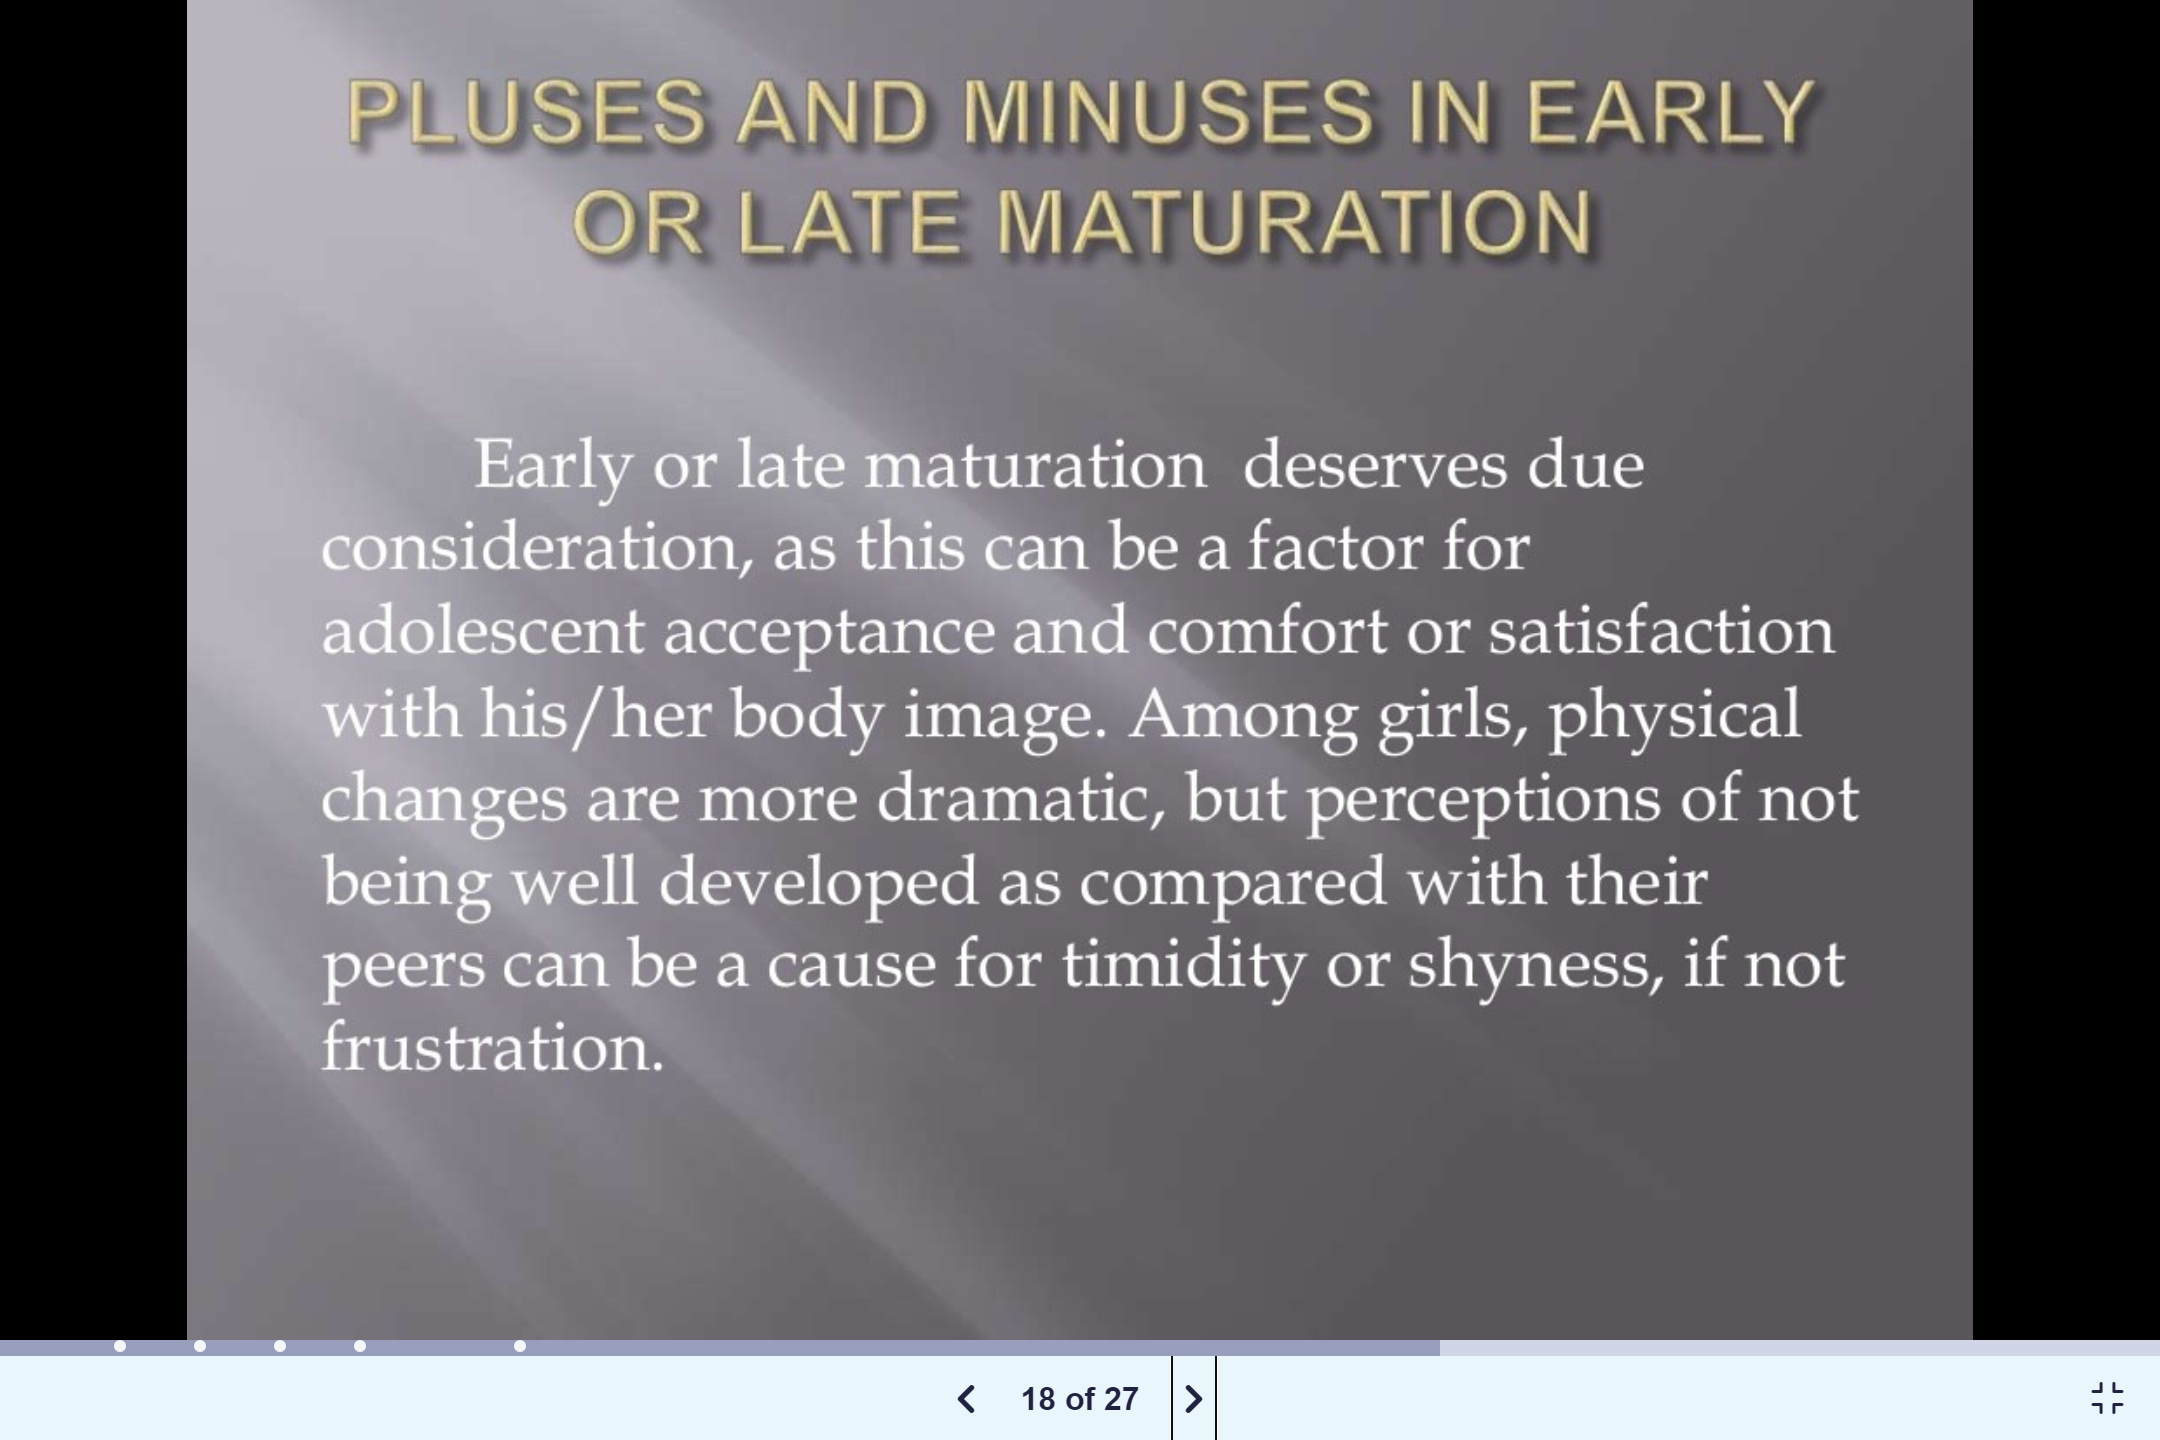 PLUSES AND MINUSES IN EARLY
OR LATE MATURATION
Early or late maturation  deserves due
consideration, as this can be a factor for
adolescent acceptance and comfort or satisfaction
with his/her body image. Among girls, physical
changes are more dramatic, but perceptions of not
being well developed as compared with their
peers can be a cause for timidity or shyness, if not
frustration.
18 of 27